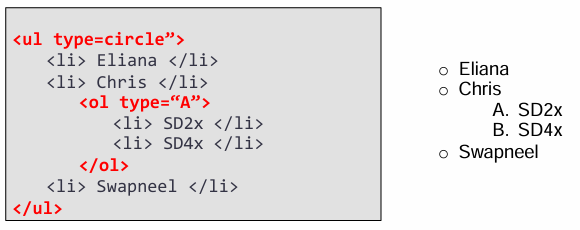 <ul type=circle”>
<li> Eliana </li>
<li> Chris </li>
<ol type=“A”>
<li> SD2x </li>
<li> SD4x </li>
</ol>
<li> Swapneel </li>
</ul>
○ Eliana
○ Chris
A. SD2x
B. SD4x
○ Swapneel